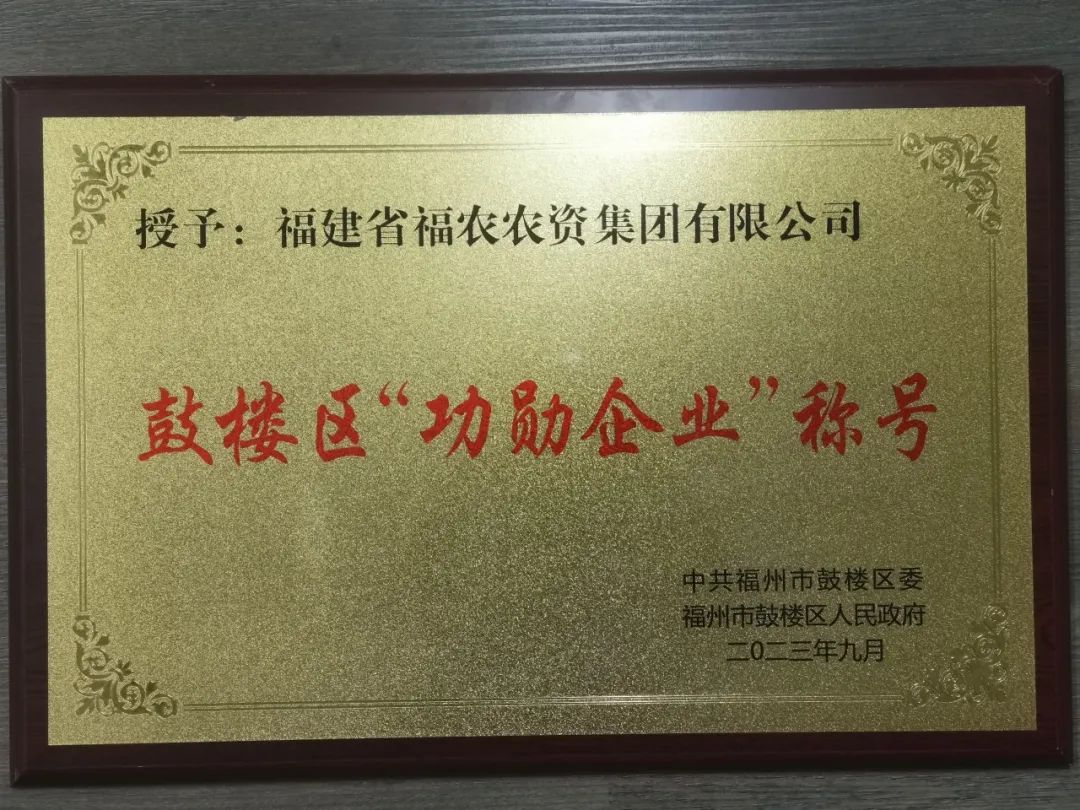 授予：福建省福农农资集团有限公司
鼓楼区“功勋企业”称号
中共福州市鼓楼区委
福州市鼓楼区人民政府
二0二三年九月